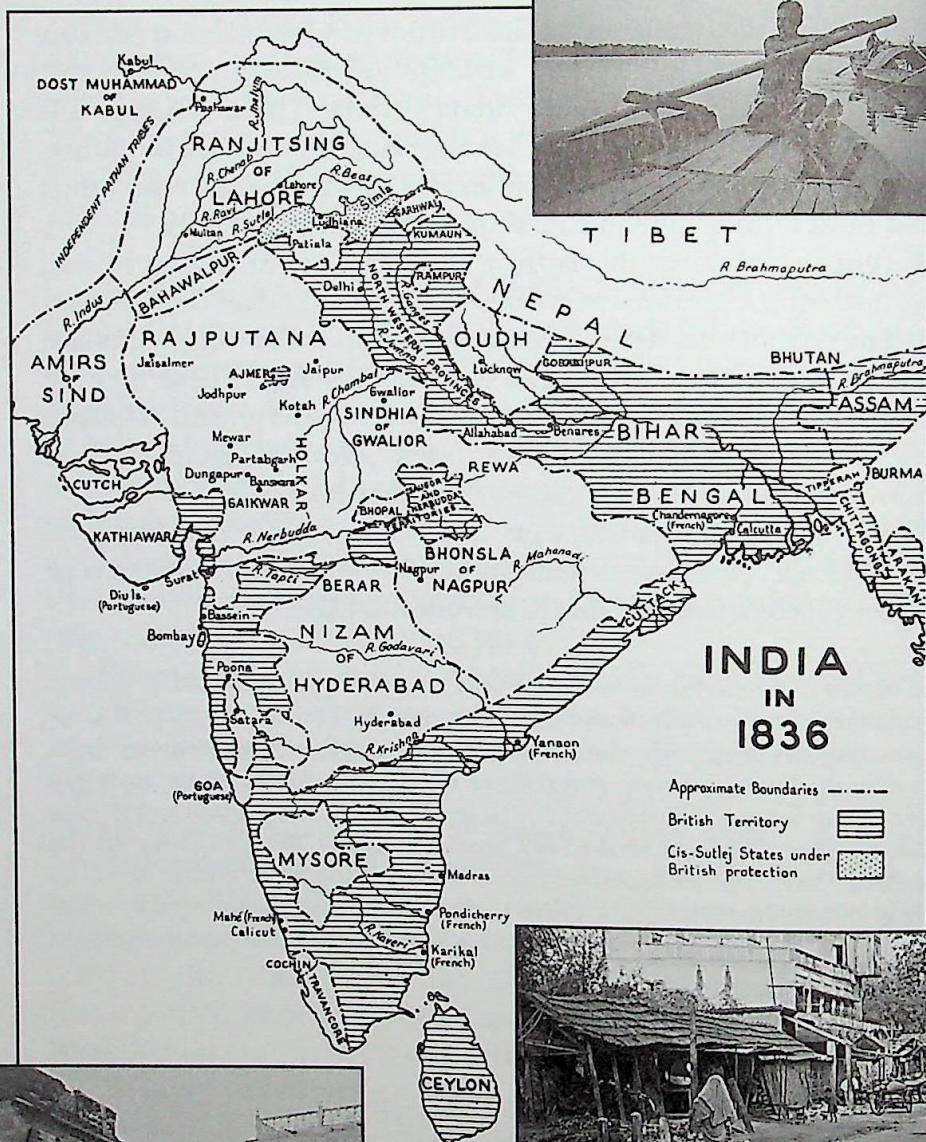 Kabul
DOST MUHAMMAD
OF
KABUL
Peshawar
R. Jhelum
INDEPENDENT PATHAN TRIBES
RANJITSING
OF
LAHORE
R. Chenab
Lahore
R. Beas
Simla
R. Ravi
R. Sutlej
Multan
Ludhiana
Patiala
GARHWAL
KUMAUN
TIBET
R. Brahmaputra
BAHAWALPUR
R. Indus
Delhi
RAMPUR
R. Ganges
R. Jumna
NORTH WESTERN PROVINCES
NEPAL
RAJPUTANA
OUDH
Lucknow
GORAKHPUR
BHUTAN
R. Brahmaputra
AMIRS
OF
SIND
Jaisalmer
AJMER
Jaipur
Jodhpur
R. Chambal
Gwalior
Kotah
SINDHIA
OF
GWALIOR
Allahabad
Benares
BIHAR
ASSAM
Mewar
Partabgarh
Dungapur
Banswara
HOLKAR
REWA
TIPPERAH
BURMA
CUTCH
GAIKWAR
BHOPAL
SAUGOR
AND
NERBUDDA
TERRITORIES
BENGAL
Chandernagore
(French)
Calcutta
CHITTAGONG
ARAKAN
KATHIAWAR
R. Nerbudda
BHONSLA
OF
NAGPUR
Nagpur
R. Mahanadi
Surat
R. Tapti
BERAR
Diu Is.
(Portuguese)
CUTTACK
Bassein
Bombay
NIZAM
OF
HYDERABAD
R. Godavari
Poona
Satara
Hyderabad
R. Krishna
Yanaon
(French)
INDIA
IN
1836
GOA
(Portuguese)
Approximate Boundaries
British Territory
Cis-Sutlej States under
British protection
MYSORE
Madras
Mahé (French)
Calicut
Pondicherry
(French)
R. Kaveri
Karikal
(French)
COCHIN
TRAVANCORE
CEYLON